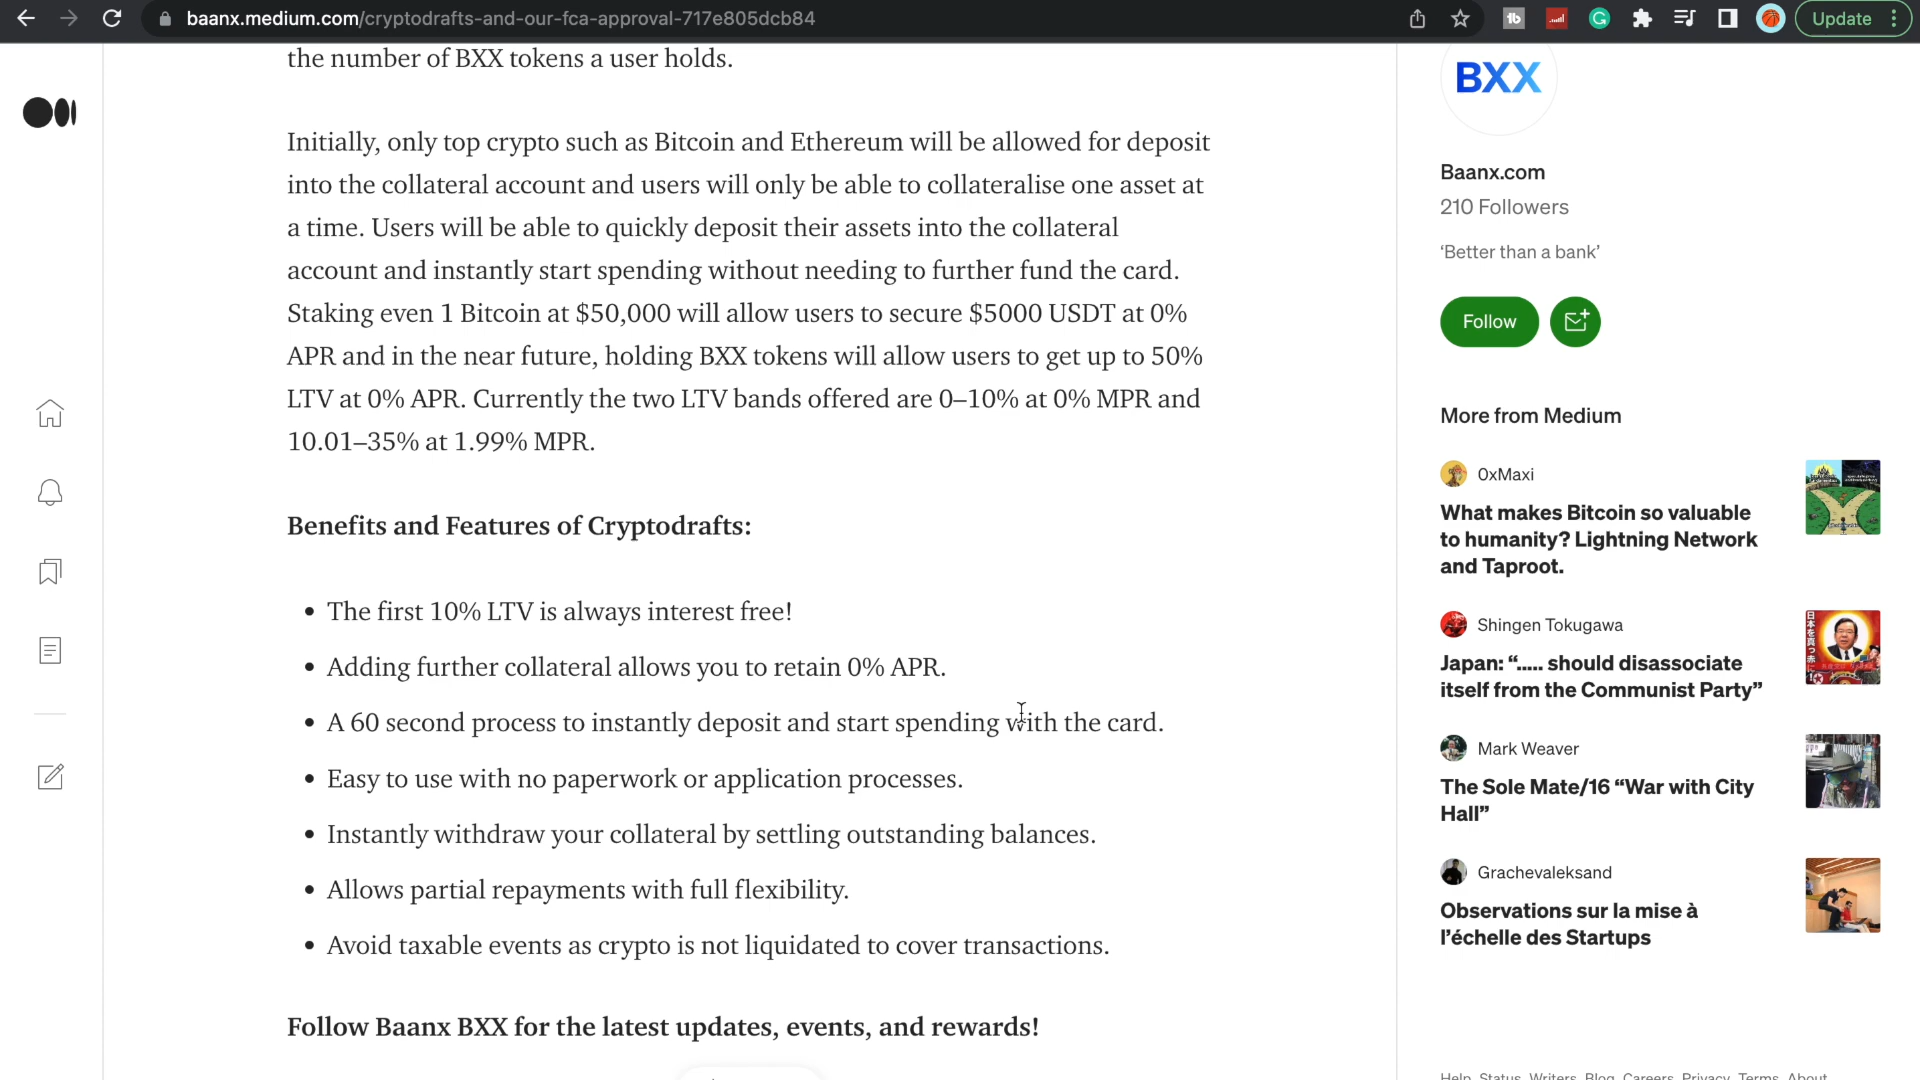 baanx.medium.com/cryptodrafts-and-our-fca-approval-717e805dcb84
Update
the number of BXX tokens a user holds.
Initially, only top crypto such as Bitcoin and Ethereum will be allowed for deposit
into the collateral account and users will only be able to collateralise one asset at
a time. Users will be able to quickly deposit their assets into the collateral
account and instantly start spending without needing to further fund the card.
Staking even 1 Bitcoin at $50,000 will allow users to secure $5000 USDT at 0%
APR and in the near future, holding BXX tokens will allow users to get up to 50%
LTV at 0% APR. Currently the two LTV bands offered are 0–10% at 0% MPR and
10.01–35% at 1.99% MPR.
Benefits and Features of Cryptodrafts:
• The first 10% LTV is always interest free!
• Adding further collateral allows you to retain 0% APR.
• A 60 second process to instantly deposit and start spending with the card.
• Easy to use with no paperwork or application processes.
• Instantly withdraw your collateral by settling outstanding balances.
• Allows partial repayments with full flexibility.
• Avoid taxable events as crypto is not liquidated to cover transactions.
Follow Baanx BXX for the latest updates, events, and rewards!
BXX
Baanx.com
210 Followers
‘Better than a bank’
Follow
More from Medium
0xMaxi
What makes Bitcoin so valuable
to humanity? Lightning Network
and Taproot.
Shingen Tokugawa
Japan: “..... should disassociate
itself from the Communist Party”
Mark Weaver
The Sole Mate/16 “War with City
Hall”
Grachevaleksand
Observations sur la mise à
l’échelle des Startups
Help Status Writers Blog Careers Privacy Terms About